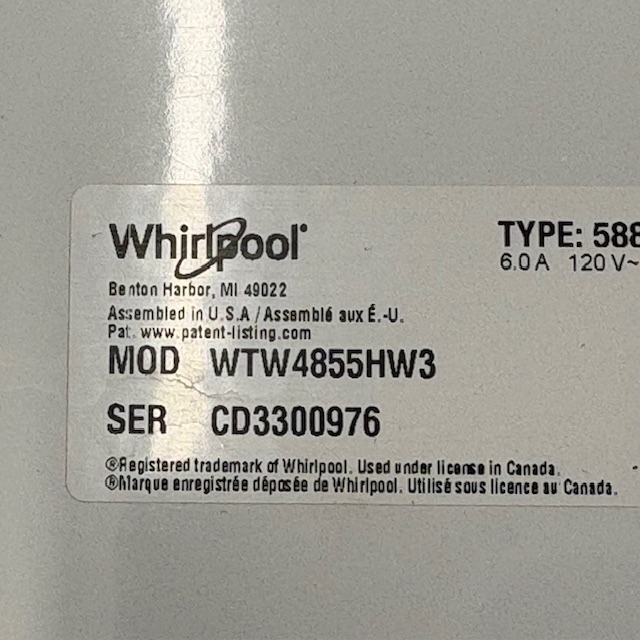 Whirlpool®
TYPE: 588
6.0 A 120 V~
Benton Harbor, MI 49022
Assembled in U.S.A / Assemblé aux É.-U.
Pat. www.patent-listing.com
MOD WTW4855HW3
SER CD3300976
®Registered trademark of Whirlpool. Used under license in Canada.
®Marque enregistrée déposée de Whirlpool. Utilisé sous licence au Canada.